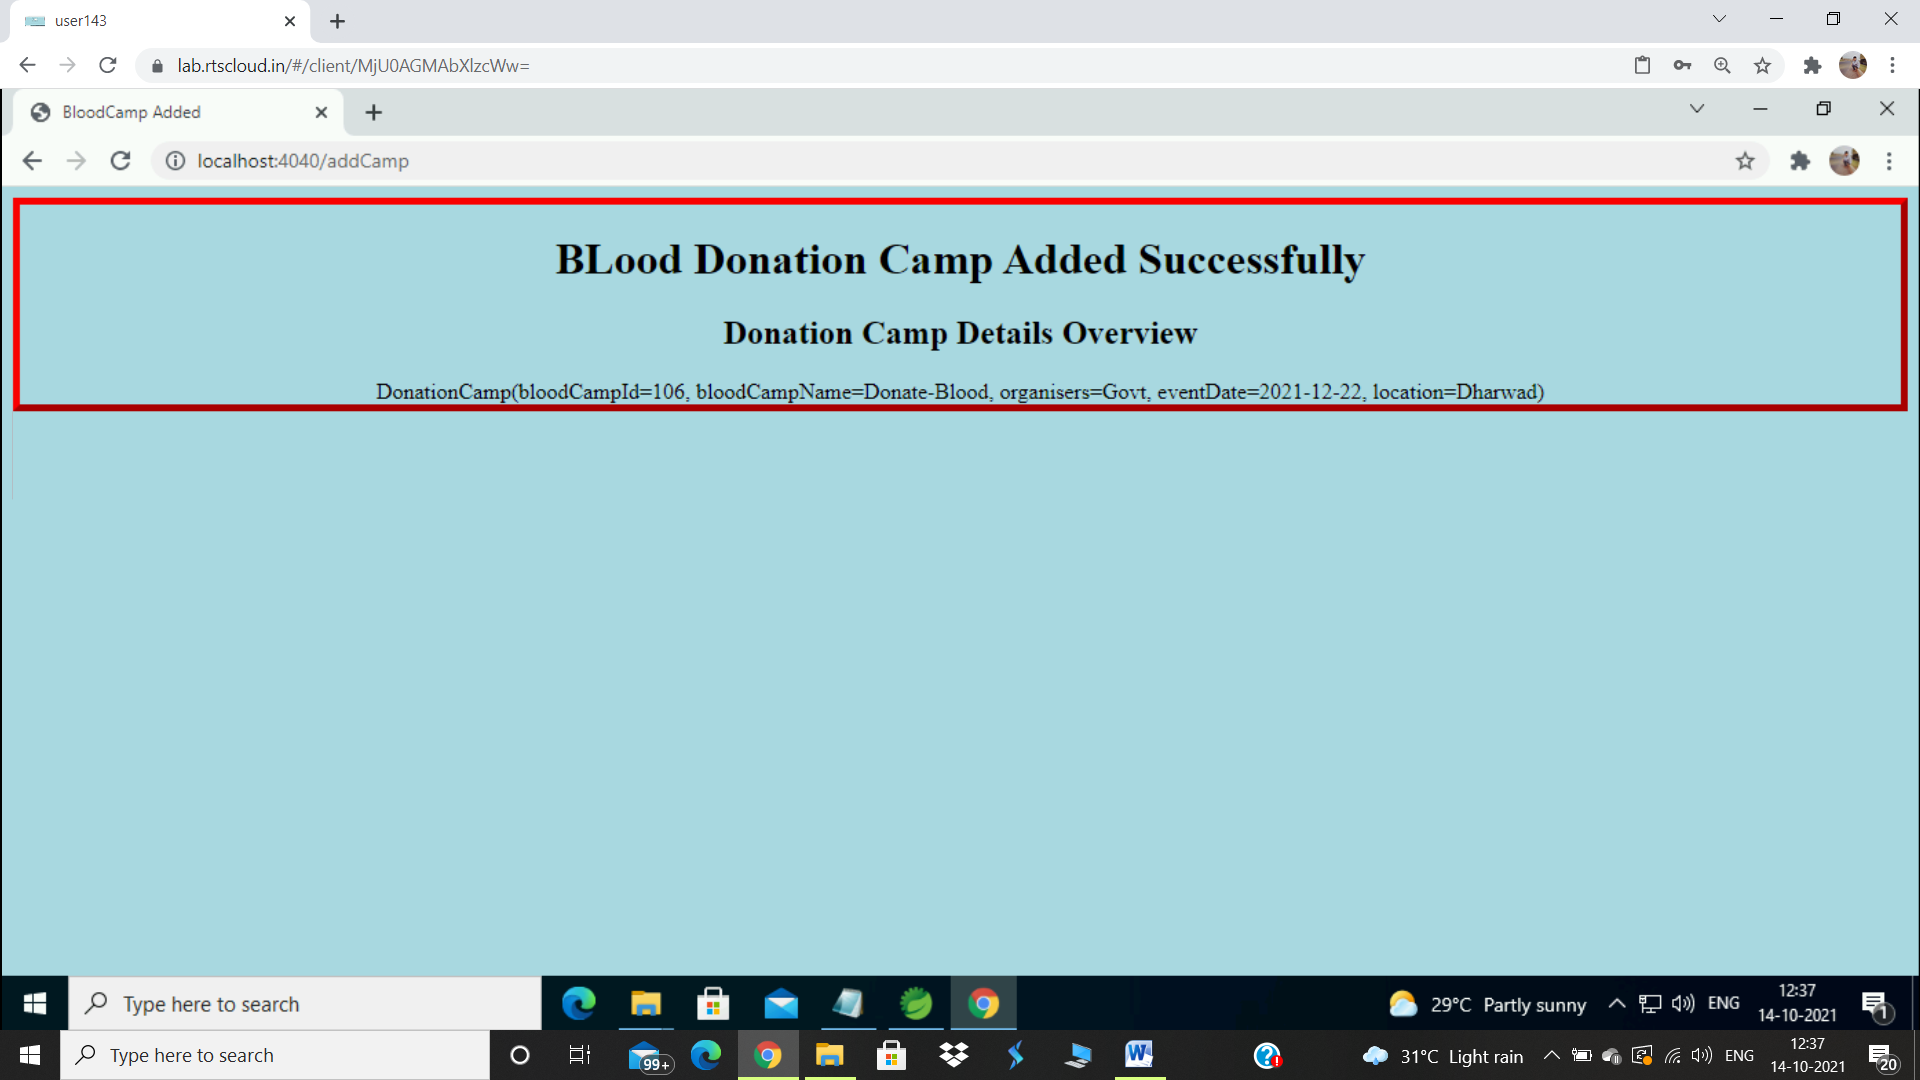 user143
lab.rtscloud.in/#/client/MjU0AGMAbXlzcWw=
BloodCamp Added
localhost:4040/addCamp
BLood Donation Camp Added Successfully
Donation Camp Details Overview
DonationCamp(bloodCampId=106, bloodCampName=Donate-Blood, organisers=Govt, eventDate=2021-12-22, location=Dharwad)
Type here to search
29°C Partly sunny
ENG
12:37
14-10-2021
1
Type here to search
99+
31°C Light rain
ENG
12:37
14-10-2021
20